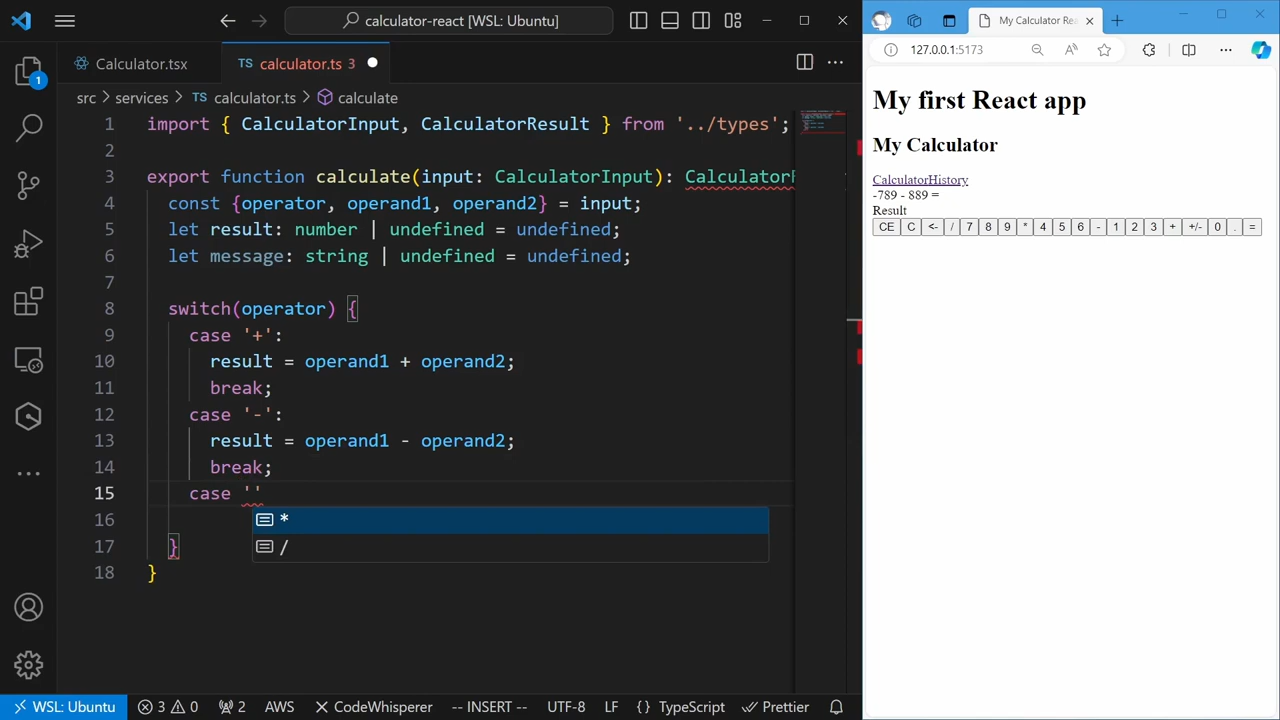 calculator-react [WSL: Ubuntu]
Calculator.tsx
TS calculator.ts 3
src > services > TS calculator.ts > calculate
import { CalculatorInput, CalculatorResult } from '../types';
2
3 export function calculate(input: CalculatorInput): CalculatorR
4 const {operator, operand1, operand2} = input;
5 let result: number | undefined = undefined;
6 let message: string | undefined = undefined;
7
8 switch(operator) {
9 case '+':
10 result = operand1 + operand2;
11 break;
12 case '-':
13 result = operand1 - operand2;
14 break;
15 case ''
*
16
/
17 }
18 }
1
WSL: Ubuntu 3 0 2 AWS CodeWhisperer -- INSERT -- UTF-8 LF {} TypeScript Prettier
My Calculator Rea
127.0.0.1:5173
My first React app
My Calculator
CalculatorHistory
-789 - 889 =
Result
CE C <- / 7 8 9 * 4 5 6 - 1 2 3 + +/- 0 . =